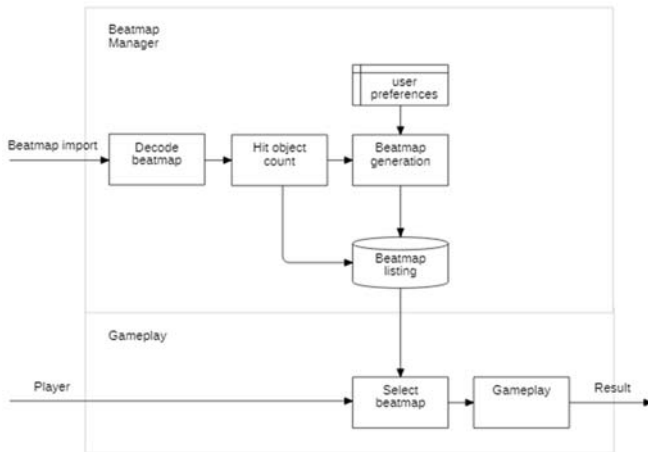 Beatmap
Manager
user
preferences
Beatmap import
Decode
beatmap
Hit object
count
Beatmap
generation
Beatmap
listing
Gameplay
Player
Select
beatmap
Gameplay
Result